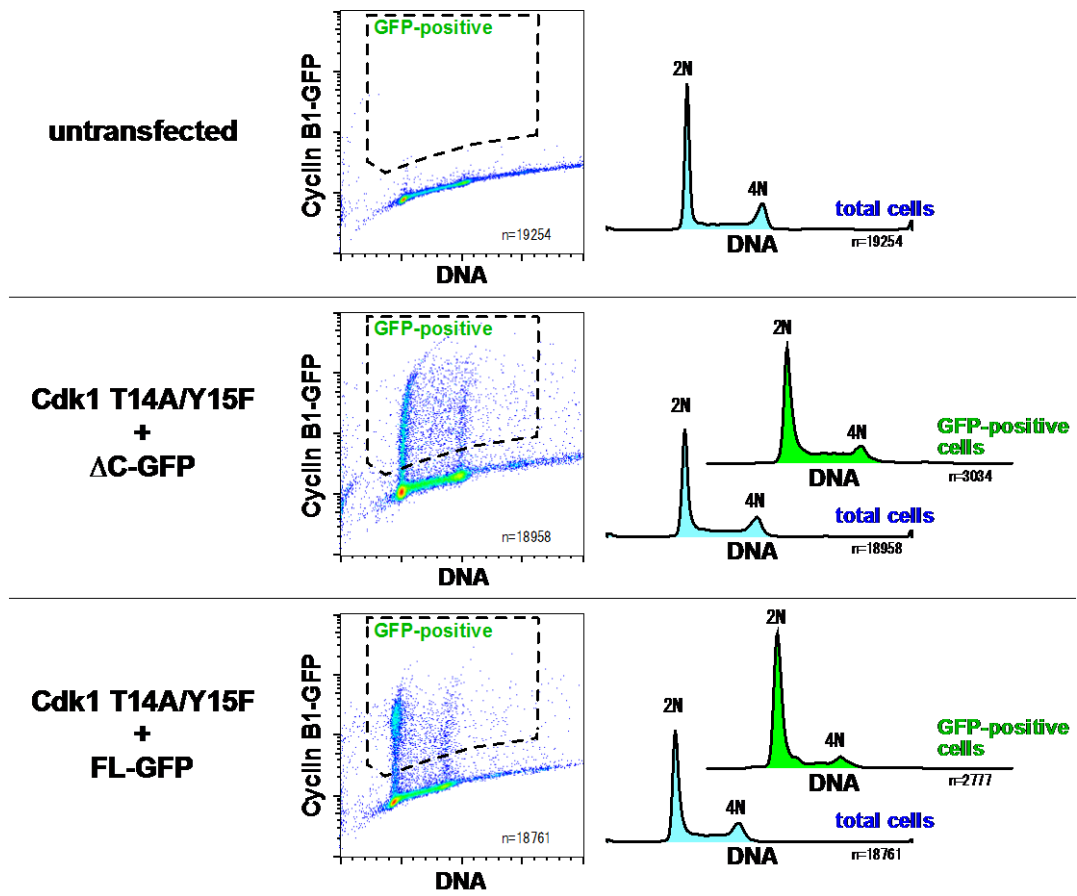 GFP-positive
Cyclin B1-GFP
untransfected
n=19254
DNA
2N
4N
total cells
DNA
n=19254
GFP-positive
Cyclin B1-GFP
Cdk1 T14A/Y15F
+
ΔC-GFP
n=18958
DNA
2N
4N
GFP-positive
cells
DNA
n=3034
2N
4N
total cells
DNA
n=18958
GFP-positive
Cyclin B1-GFP
Cdk1 T14A/Y15F
+
FL-GFP
n=18761
DNA
2N
4N
GFP-positive
cells
DNA
n=2777
2N
4N
total cells
DNA
n=18761